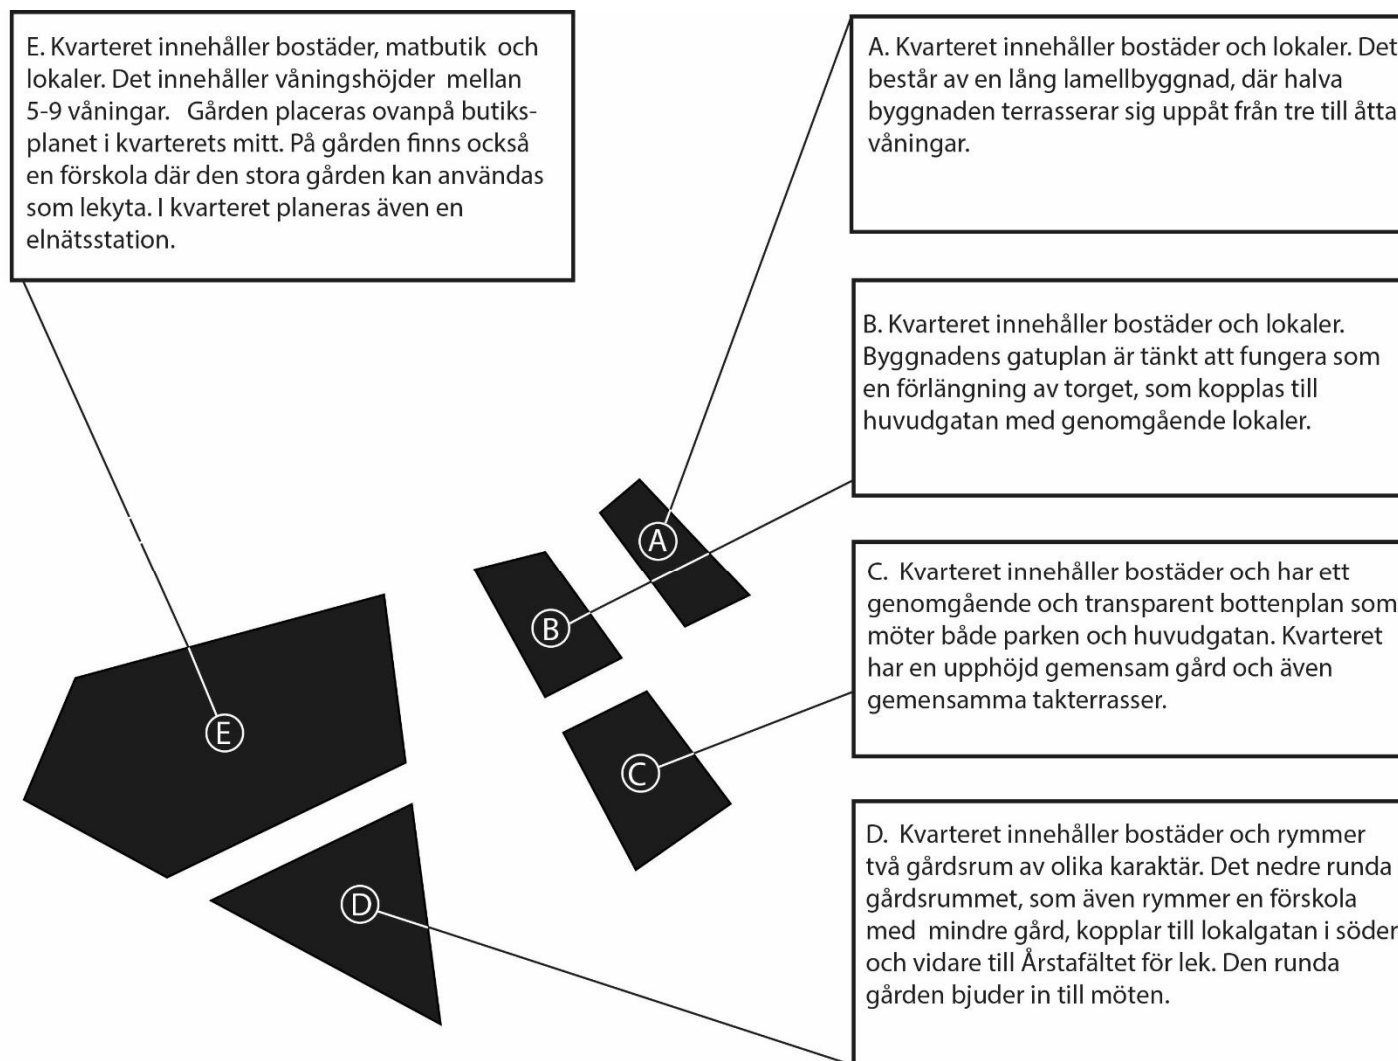 E. Kvarteret innehåller bostäder, matbutik och
lokaler. Det innehåller våningshöjder mellan
5-9 våningar. Gården placeras ovanpå butiks-
planet i kvarterets mitt. På gården finns också
en förskola där den stora gården kan användas
som lekyta. I kvarteret planeras även en
elnätsstation.
A. Kvarteret innehåller bostäder och lokaler. Det
består av en lång lamellbyggnad, där halva
byggnaden terrasserar sig uppåt från tre till åtta
våningar.
B. Kvarteret innehåller bostäder och lokaler.
Byggnadens gatuplan är tänkt att fungera som
en förlängning av torget, som kopplas till
huvudgatan med genomgående lokaler.
C. Kvarteret innehåller bostäder och har ett
genomgående och transparent bottenplan som
möter både parken och huvudgatan. Kvarteret
har en upphöjd gemensam gård och även
gemensamma takterrasser.
D. Kvarteret innehåller bostäder och rymmer
två gårdsrum av olika karaktär. Det nedre runda
gårdsrummet, som även rymmer en förskola
med mindre gård, kopplar till lokalgatan i söder
och vidare till Årstafältet för lek. Den runda
gården bjuder in till möten.
A
B
C
D
E